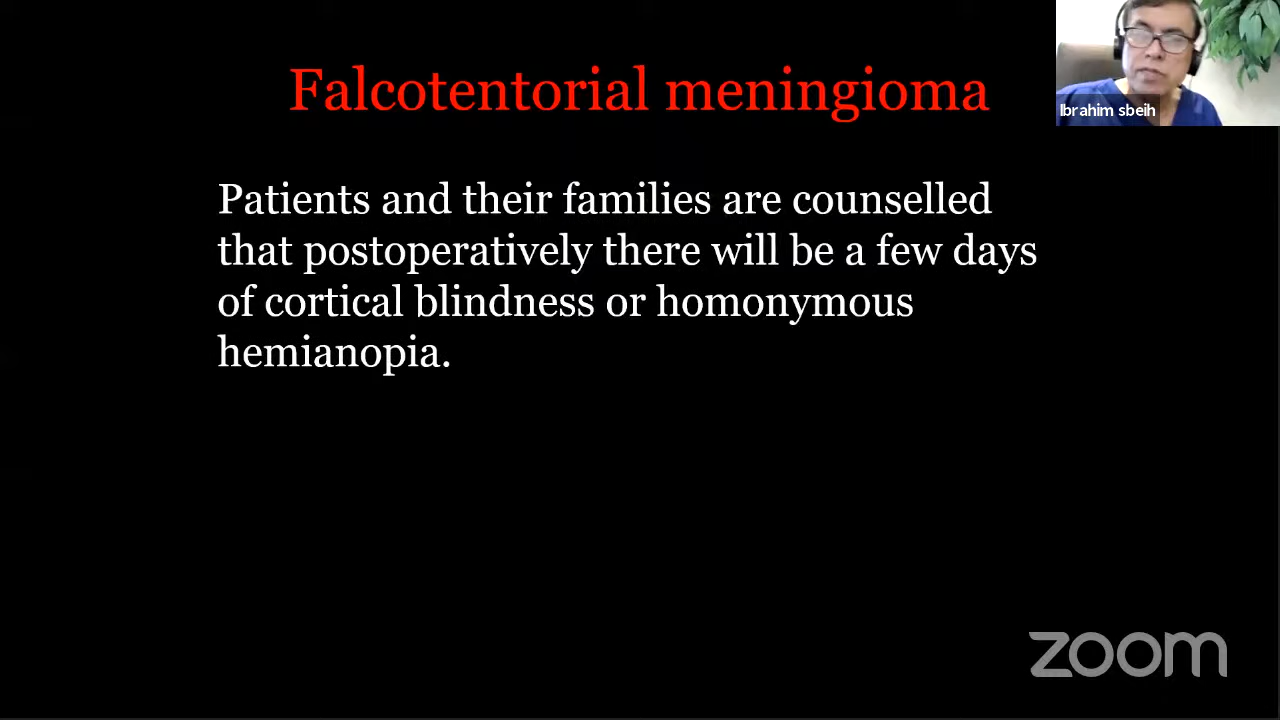 Falcotentorial meningioma
Ibrahim sbeih
Patients and their families are counselled
that postoperatively there will be a few days
of cortical blindness or homonymous
hemianopia.
zoom